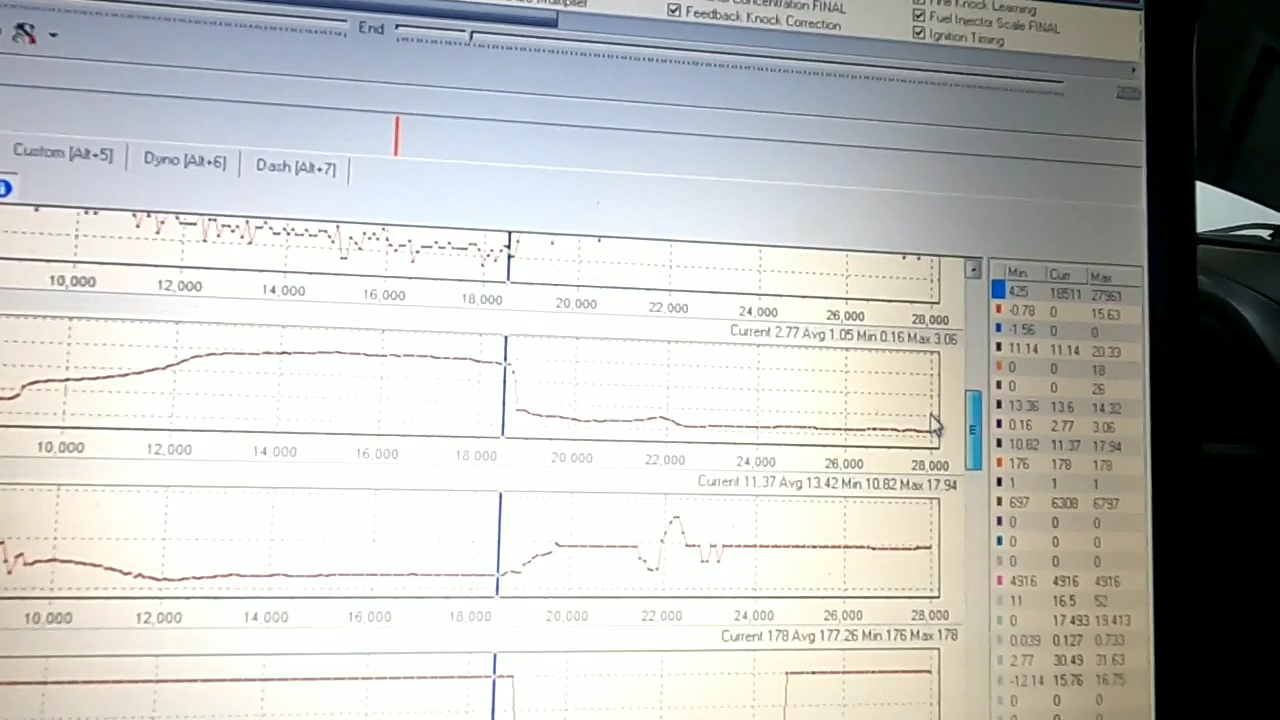 Concentration FINAL
Knock Learning
Feedback Knock Correction
Fuel Injector Scale FINAL
Ignition Timing
End
Custom [Alt+5] Dyno [Alt+6] Dash [Alt+7]
10,000 12,000 14,000 16,000 18,000 20,000 22,000 24,000 26,000 28,000
Current 2.77 Avg 1.05 Min 0.16 Max 3.06
10,000 12,000 14,000 16,000 18,000 20,000 22,000 24,000 26,000 28,000
Current 11.37 Avg 13.42 Min 10.82 Max 17.94
10,000 12,000 14,000 16,000 18,000 20,000 22,000 24,000 26,000 28,000
Current 178 Avg 177.26 Min 176 Max 178
Min Curr Max
425 18511 27961
-0.78 0 15.63
-1.56 0 0
11.14 11.14 20.33
0 0 18
0 0 26
13.36 13.6 14.32
0.16 2.77 3.06
10.82 11.37 17.94
176 178 178
1 1 1
697 6308 6797
0 0 0
0 0 0
0 0 0
4916 4916 4916
11 16.5 52
0 17.493 19.413
0.039 0.127 0.733
2.77 30.49 31.63
-12.14 15.76 16.75
0 0 0
0 0 0